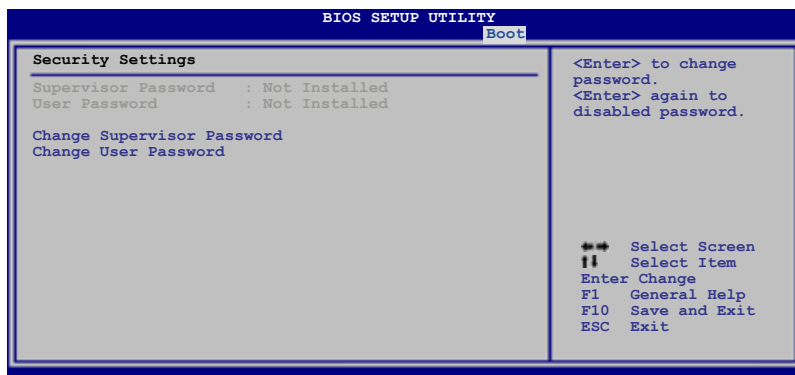 BIOS SETUP UTILITY
Boot
Security Settings
Supervisor Password : Not Installed
User Password : Not Installed
Change Supervisor Password
Change User Password
<Enter> to change
password.
<Enter> again to
disabled password.
Select Screen
Select Item
Enter Change
F1 General Help
F10 Save and Exit
ESC Exit